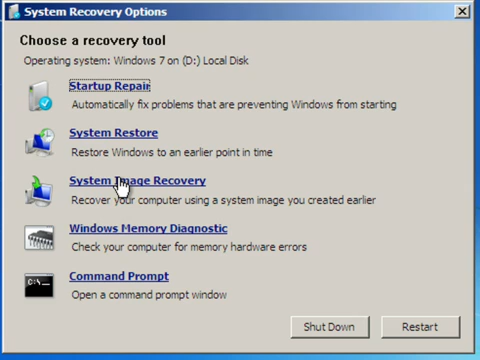 System Recovery Options
Choose a recovery tool
Operating system: Windows 7 on (D:) Local Disk
Startup Repair
Automatically fix problems that are preventing Windows from starting
System Restore
Restore Windows to an earlier point in time
System Image Recovery
Recover your computer using a system image you created earlier
Windows Memory Diagnostic
Check your computer for memory hardware errors
Command Prompt
Open a command prompt window
Shut Down
Restart